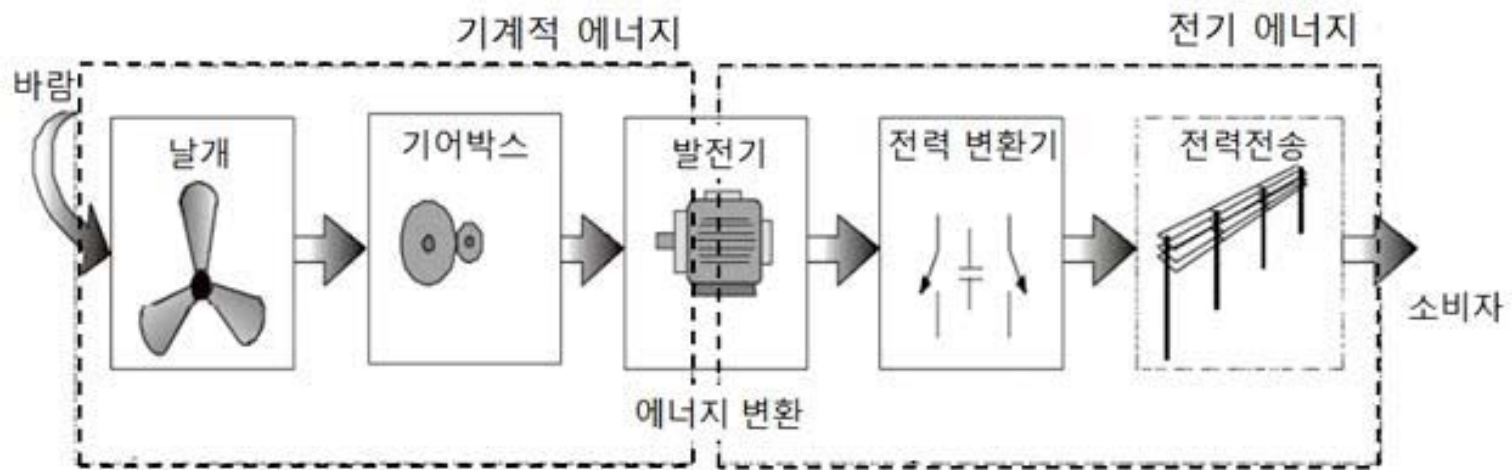 기계적 에너지
전기 에너지
바람
날개
기어박스
발전기
전력 변환기
전력전송
소비자
에너지 변환